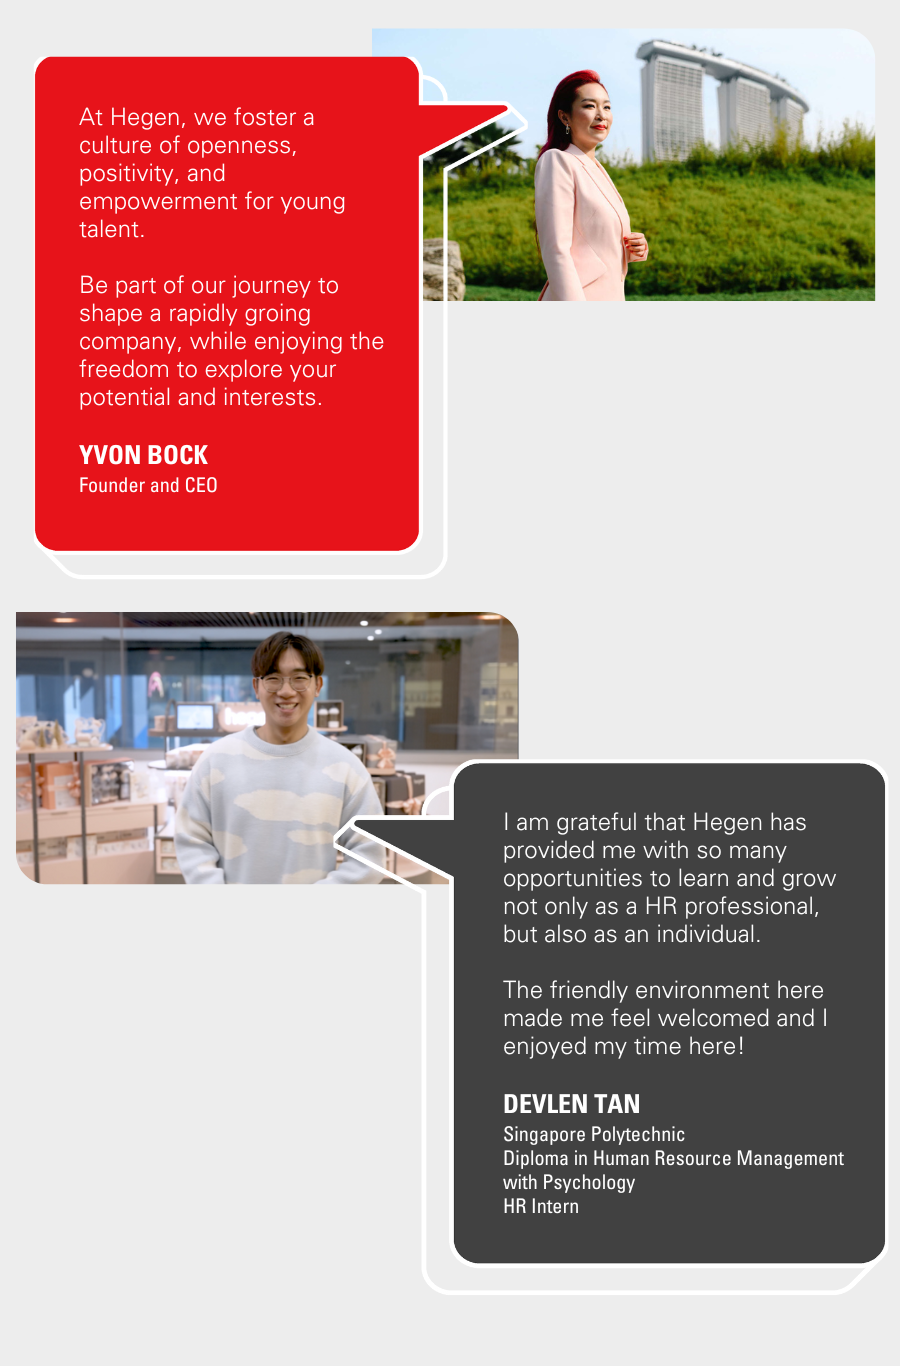 At Hegen, we foster a
culture of openness,
positivity, and
empowerment for young
talent.
Be part of our journey to
shape a rapidly groing
company, while enjoying the
freedom to explore your
potential and interests.
YVON BOCK
Founder and CEO
I am grateful that Hegen has
provided me with so many
opportunities to learn and grow
not only as a HR professional,
but also as an individual.
The friendly environment here
made me feel welcomed and I
enjoyed my time here!
DEVLEN TAN
Singapore Polytechnic
Diploma in Human Resource Management
with Psychology
HR Intern